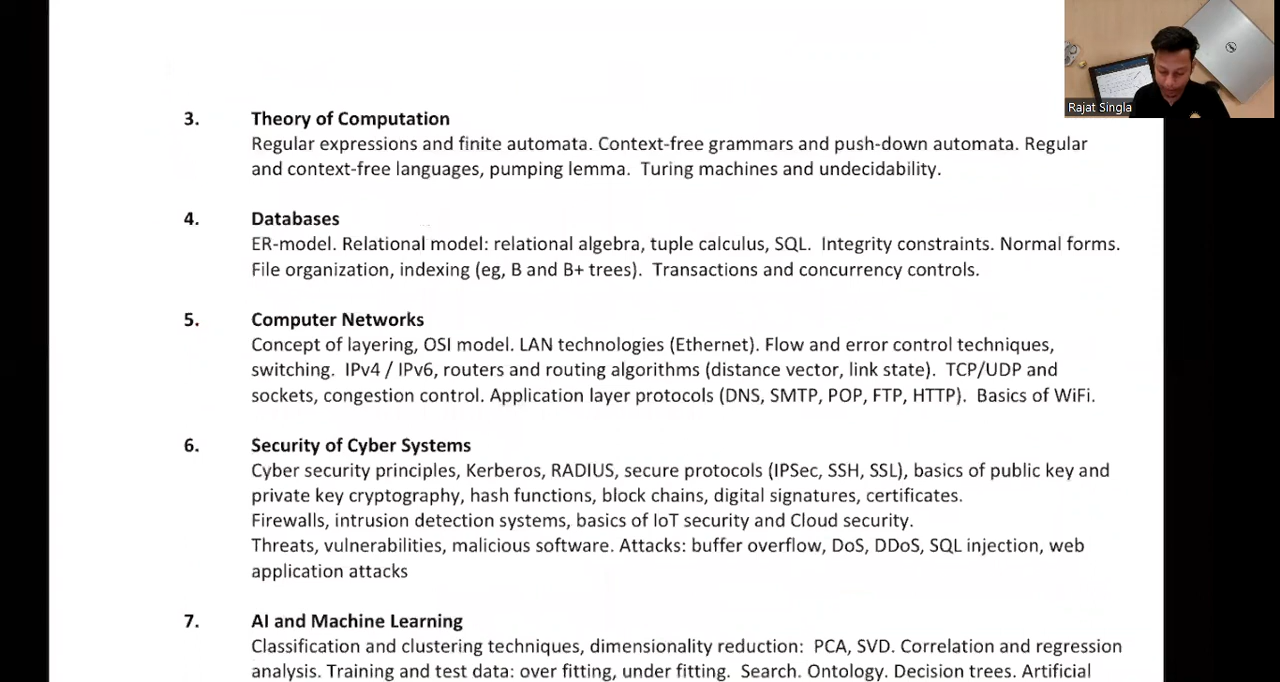 Rajat Singla
3. Theory of Computation
Regular expressions and finite automata. Context-free grammars and push-down automata. Regular
and context-free languages, pumping lemma. Turing machines and undecidability.
4. Databases
ER-model. Relational model: relational algebra, tuple calculus, SQL. Integrity constraints. Normal forms.
File organization, indexing (eg, B and B+ trees). Transactions and concurrency controls.
5. Computer Networks
Concept of layering, OSI model. LAN technologies (Ethernet). Flow and error control techniques,
switching. IPv4 / IPv6, routers and routing algorithms (distance vector, link state). TCP/UDP and
sockets, congestion control. Application layer protocols (DNS, SMTP, POP, FTP, HTTP). Basics of WiFi.
6. Security of Cyber Systems
Cyber security principles, Kerberos, RADIUS, secure protocols (IPSec, SSH, SSL), basics of public key and
private key cryptography, hash functions, block chains, digital signatures, certificates.
Firewalls, intrusion detection systems, basics of IoT security and Cloud security.
Threats, vulnerabilities, malicious software. Attacks: buffer overflow, DoS, DDoS, SQL injection, web
application attacks
7. AI and Machine Learning
Classification and clustering techniques, dimensionality reduction: PCA, SVD. Correlation and regression
analysis. Training and test data: over fitting, under fitting. Search. Ontology. Decision trees. Artificial